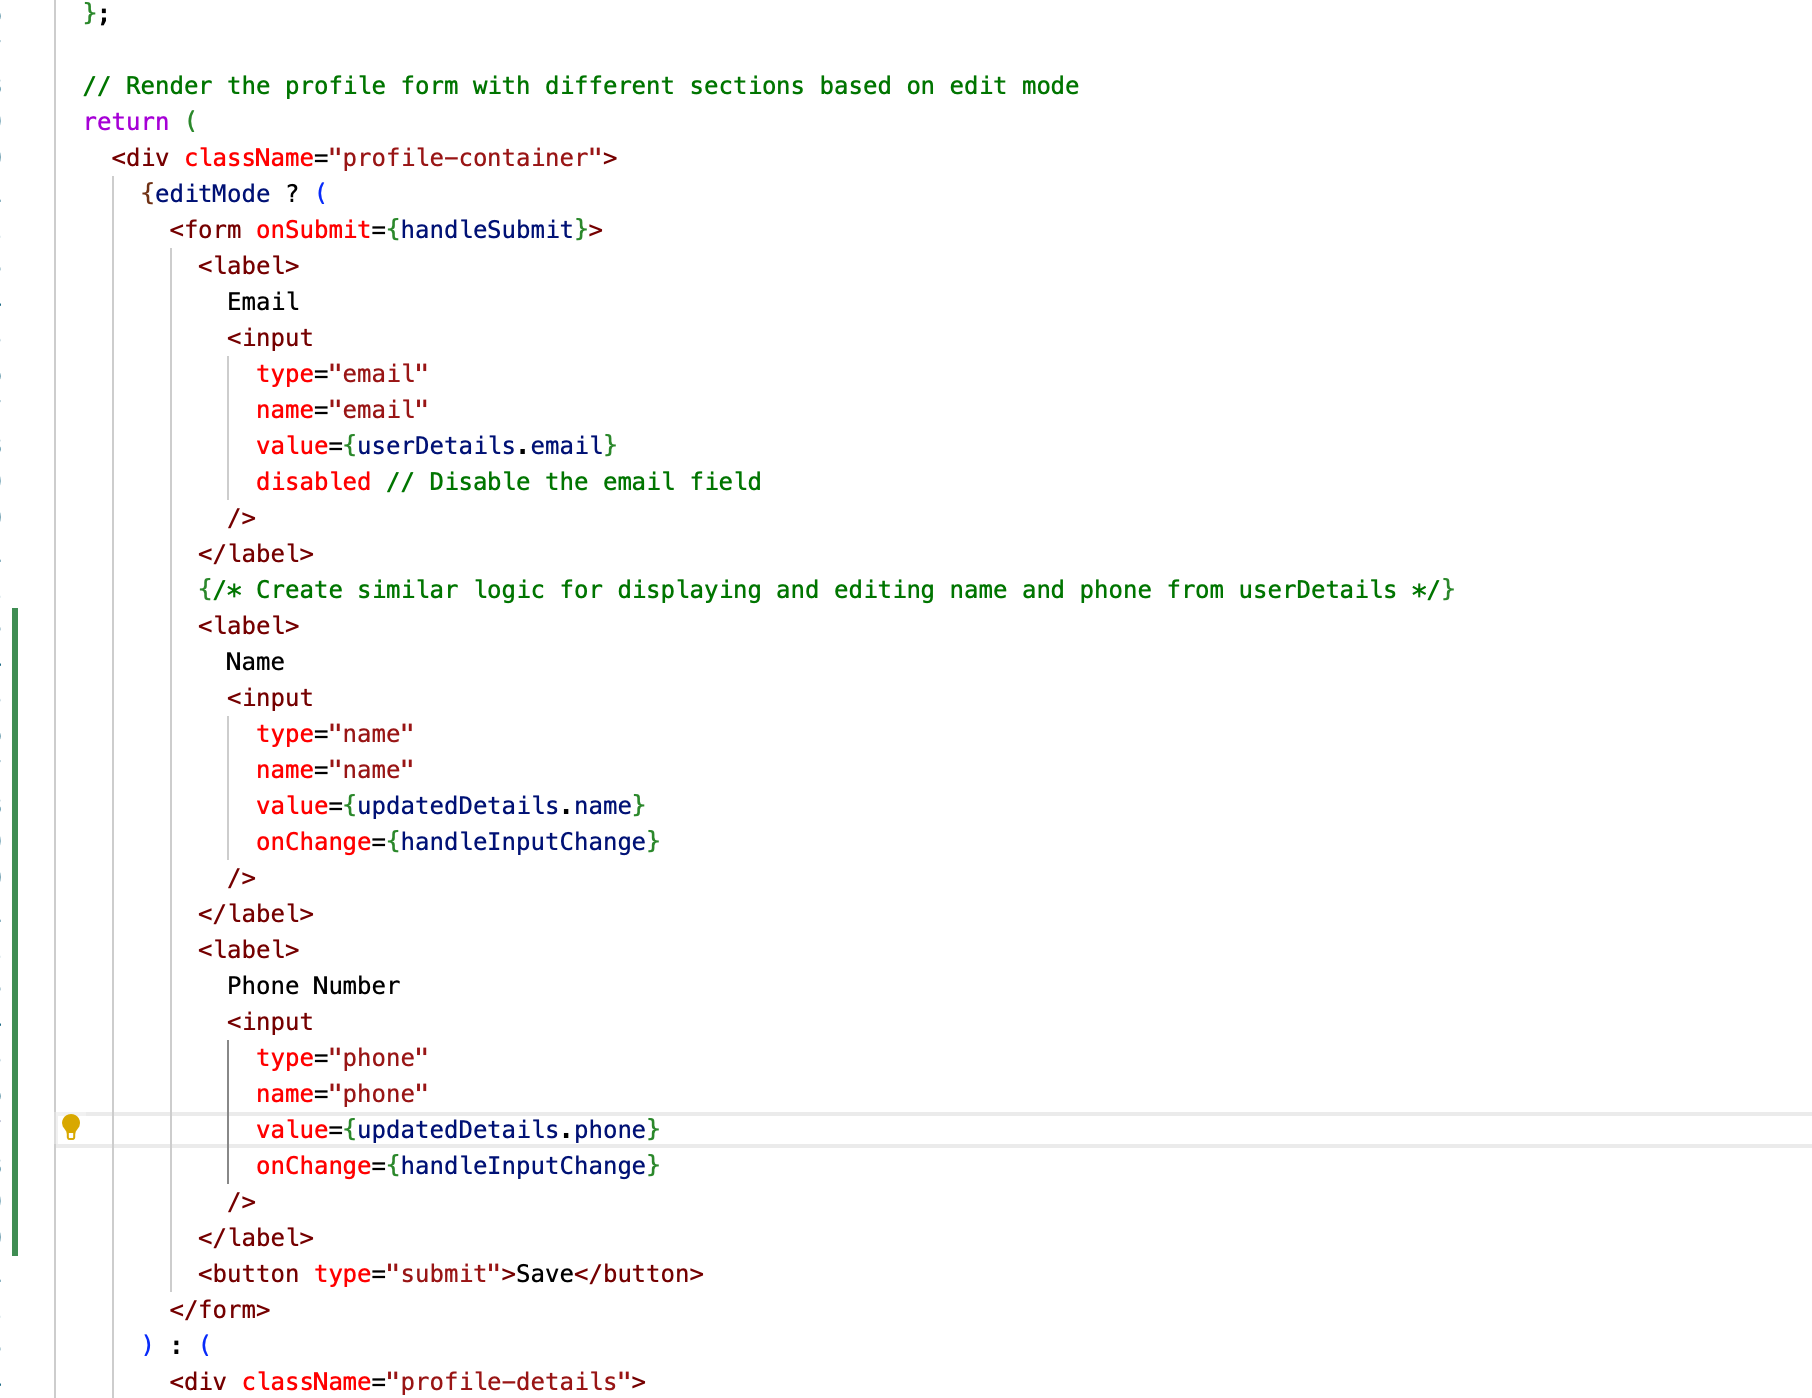 };
// Render the profile form with different sections based on edit mode
return (
<div className="profile-container">
{editMode ? (
<form onSubmit={handleSubmit}>
<label>
Email
<input
type="email"
name="email"
value={userDetails.email}
disabled // Disable the email field
/>
</label>
{/* Create similar logic for displaying and editing name and phone from userDetails */}
<label>
Name
<input
type="name"
name="name"
value={updatedDetails.name}
onChange={handleInputChange}
/>
</label>
<label>
Phone Number
<input
type="phone"
name="phone"
value={updatedDetails.phone}
onChange={handleInputChange}
/>
</label>
<button type="submit">Save</button>
</form>
) : (
<div className="profile-details">